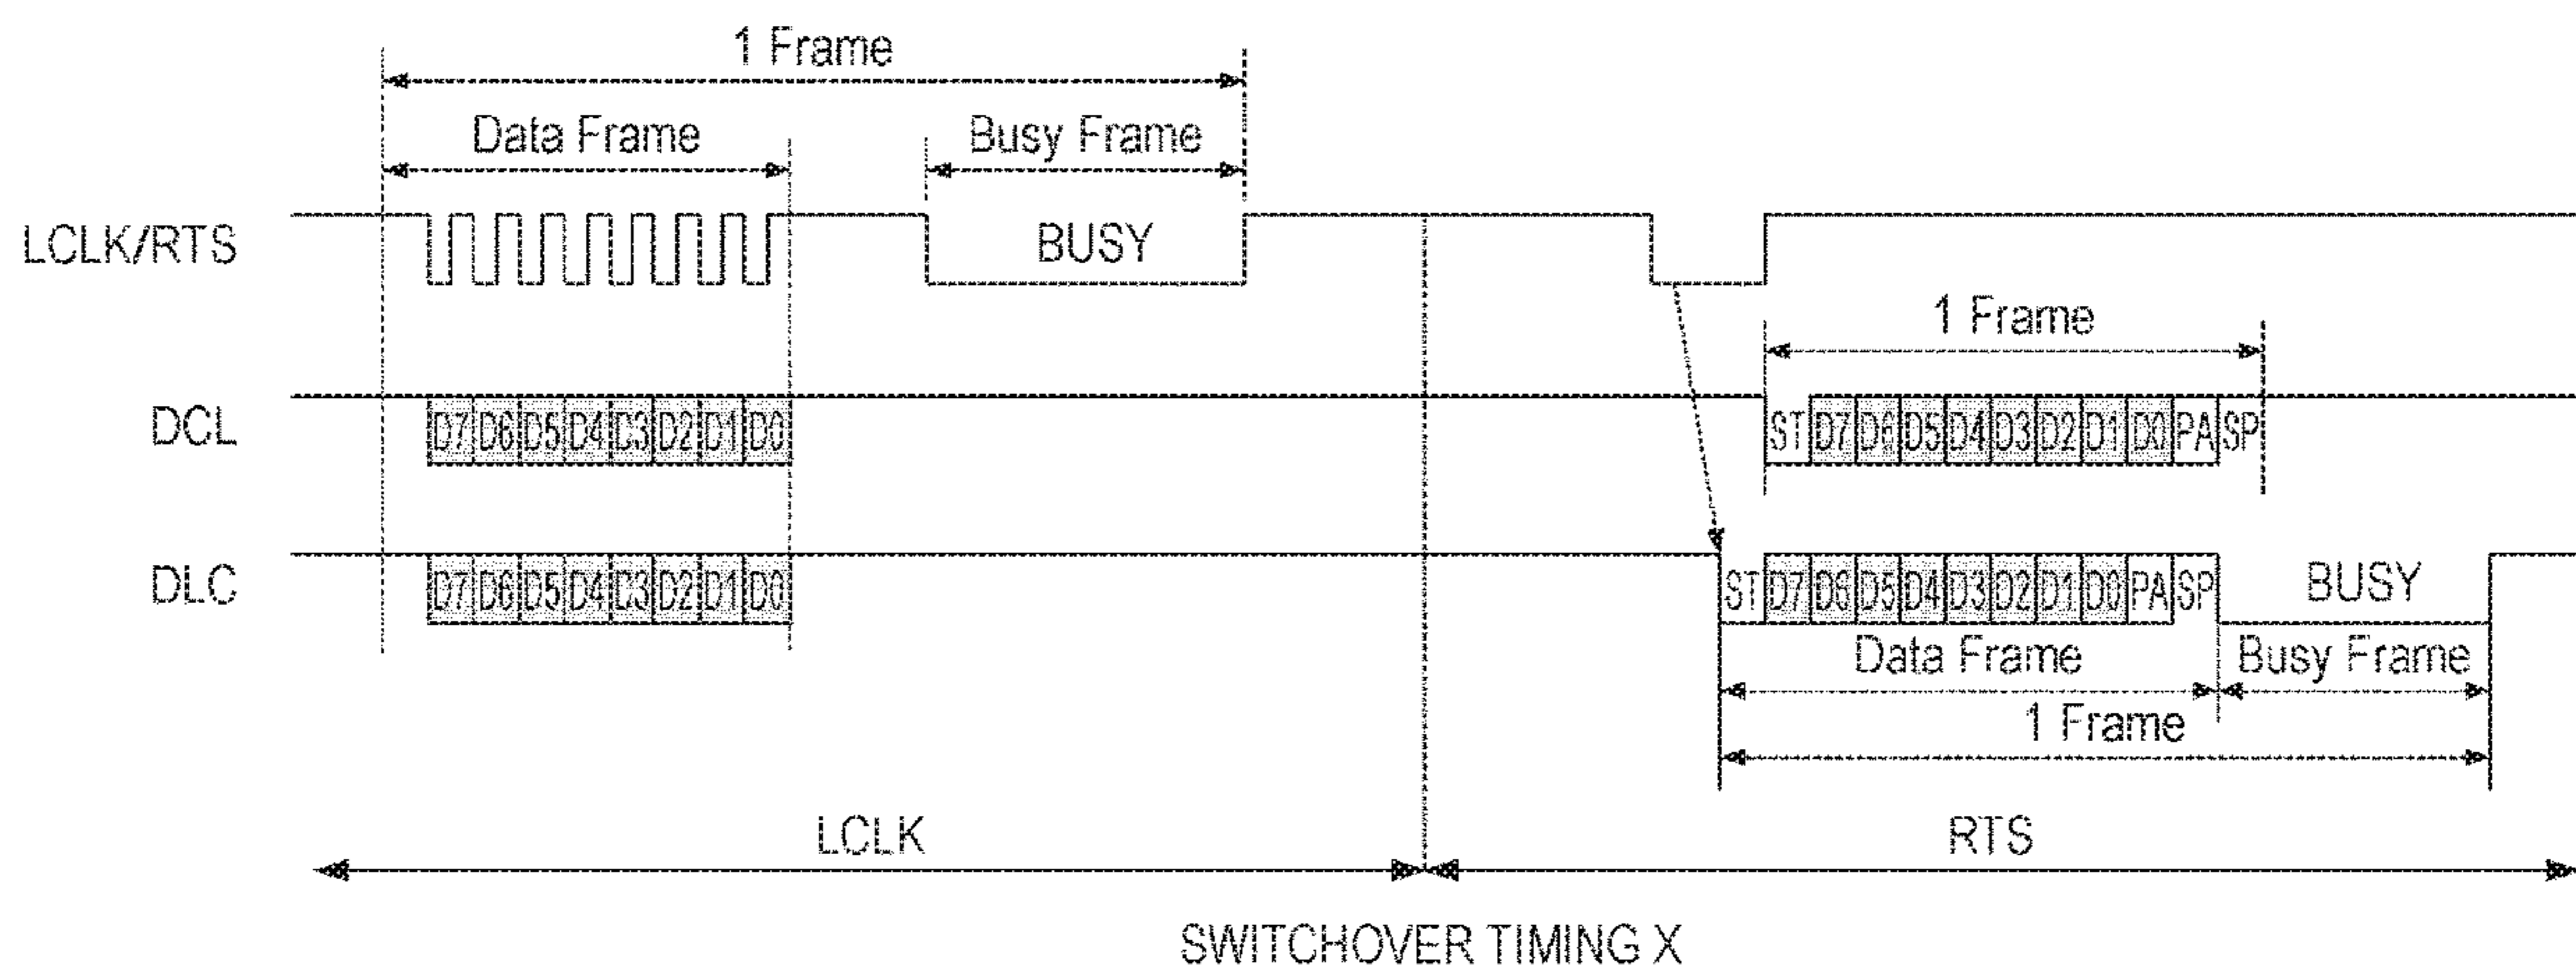 1 Frame
Data Frame
Busy Frame
LCLK/RTS
BUSY
1 Frame
DCL
D7 D6 D5 D4 D3 D2 D1 D0
ST D7 D6 D5 D4 D3 D2 D1 D0 PA SP
DLC
D7 D6 D5 D4 D3 D2 D1 D0
ST D7 D6 D5 D4 D3 D2 D1 D0 PA SP
BUSY
Data Frame
Busy Frame
1 Frame
LCLK
RTS
SWITCHOVER TIMING X